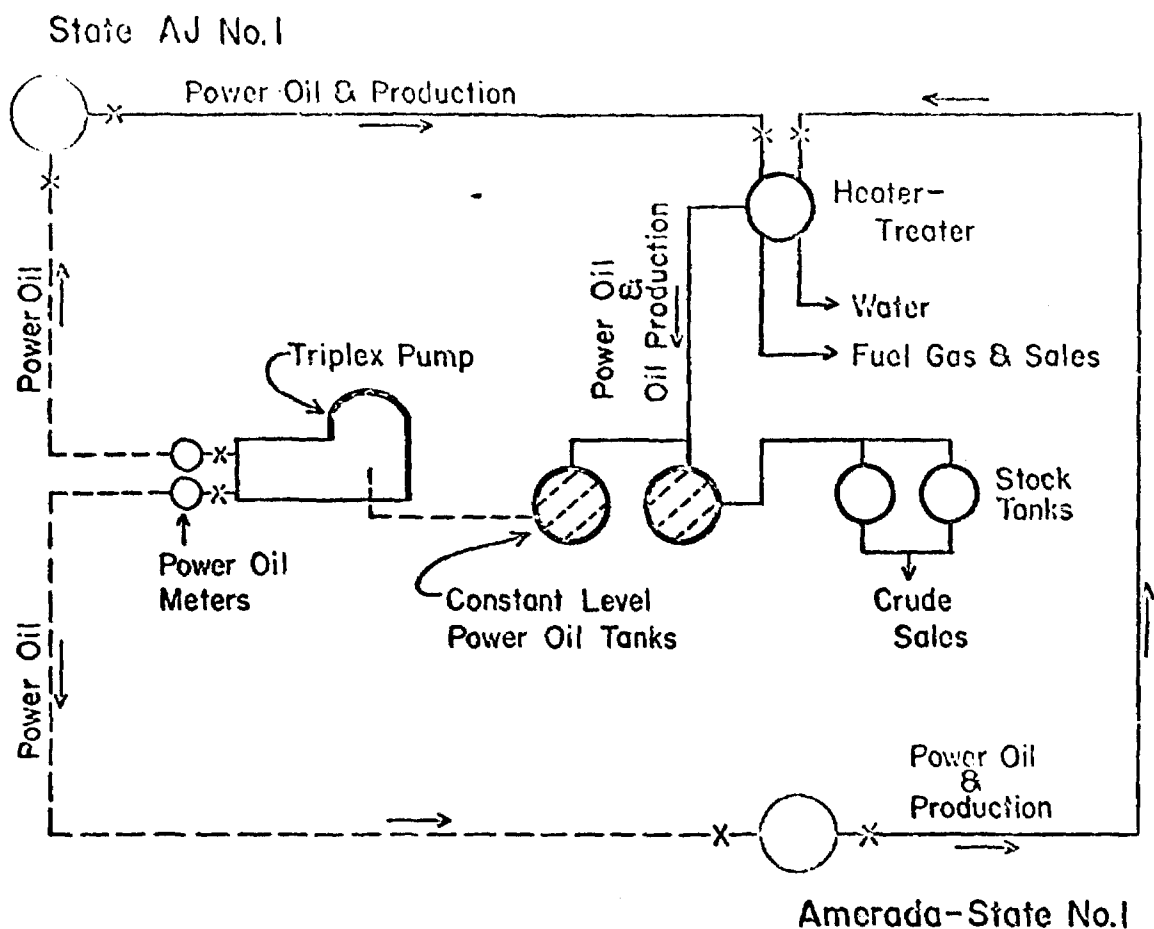 State AJ No.1
Power Oil & Production
Heater-
Treater
Power Oil
&
Oil Production
Water
Fuel Gas & Sales
Power Oil
Triplex Pump
Stock
Tanks
Power Oil
Meters
Constant Level
Power Oil Tanks
Crude
Sales
Power Oil
Power Oil
&
Production
Amerada-State No.1